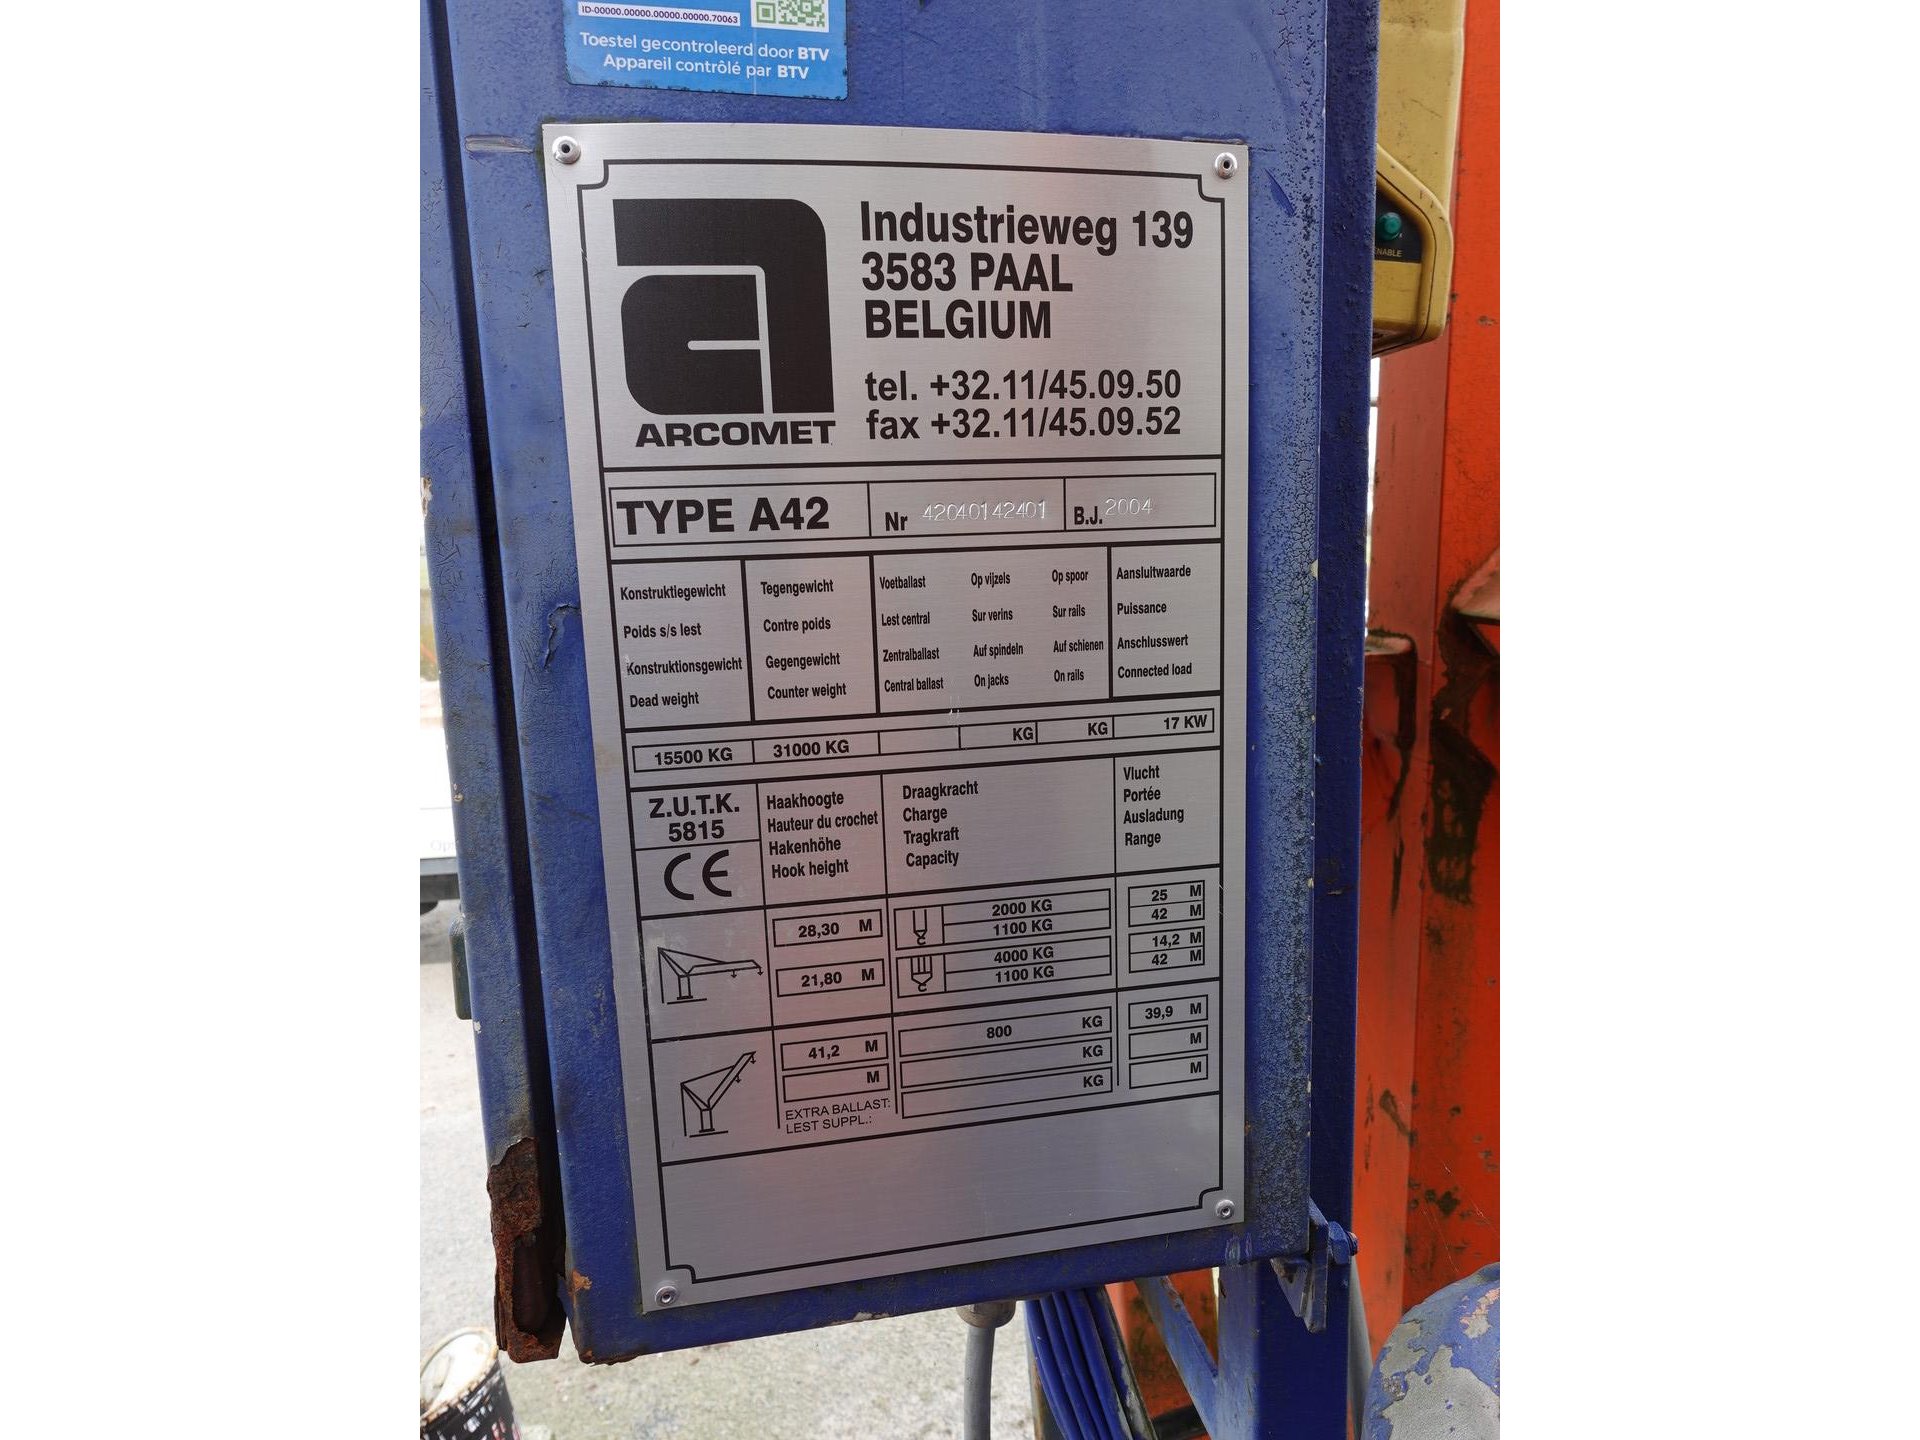 ID-00000.00000.00000.00000.70063
Toestel gecontroleerd door BTV
Appareil contrôlé par BTV
ENABLE
ARCOMET
Industrieweg 139
3583 PAAL
BELGIUM
tel. +32.11/45.09.50
fax +32.11/45.09.52
TYPE A42 Nr 42040142401 B.J. 2004
Konstruktiegewicht Tegengewicht Voetballast Op vijzels Op spoor Aansluitwaarde
Poids s/s lest Contre poids Lest central Sur verins Sur rails Puissance
Konstruktionsgewicht Gegengewicht Zentralballast Auf spindeln Auf schienen Anschlusswert
Dead weight Counter weight Central ballast On jacks On rails Connected load
15500 KG 31000 KG KG KG 17 KW
Z.U.T.K.
5815
CE
Haakhoogte
Hauteur du crochet
Hakenhöhe
Hook height
Draagkracht
Charge
Tragkraft
Capacity
Vlucht
Portée
Ausladung
Range
28,30 M 2000 KG 25 M
1100 KG 42 M
21,80 M 4000 KG 14,2 M
1100 KG 42 M
41,2 M 800 KG 39,9 M
M KG M
KG M
EXTRA BALLAST:
LEST SUPPL.: